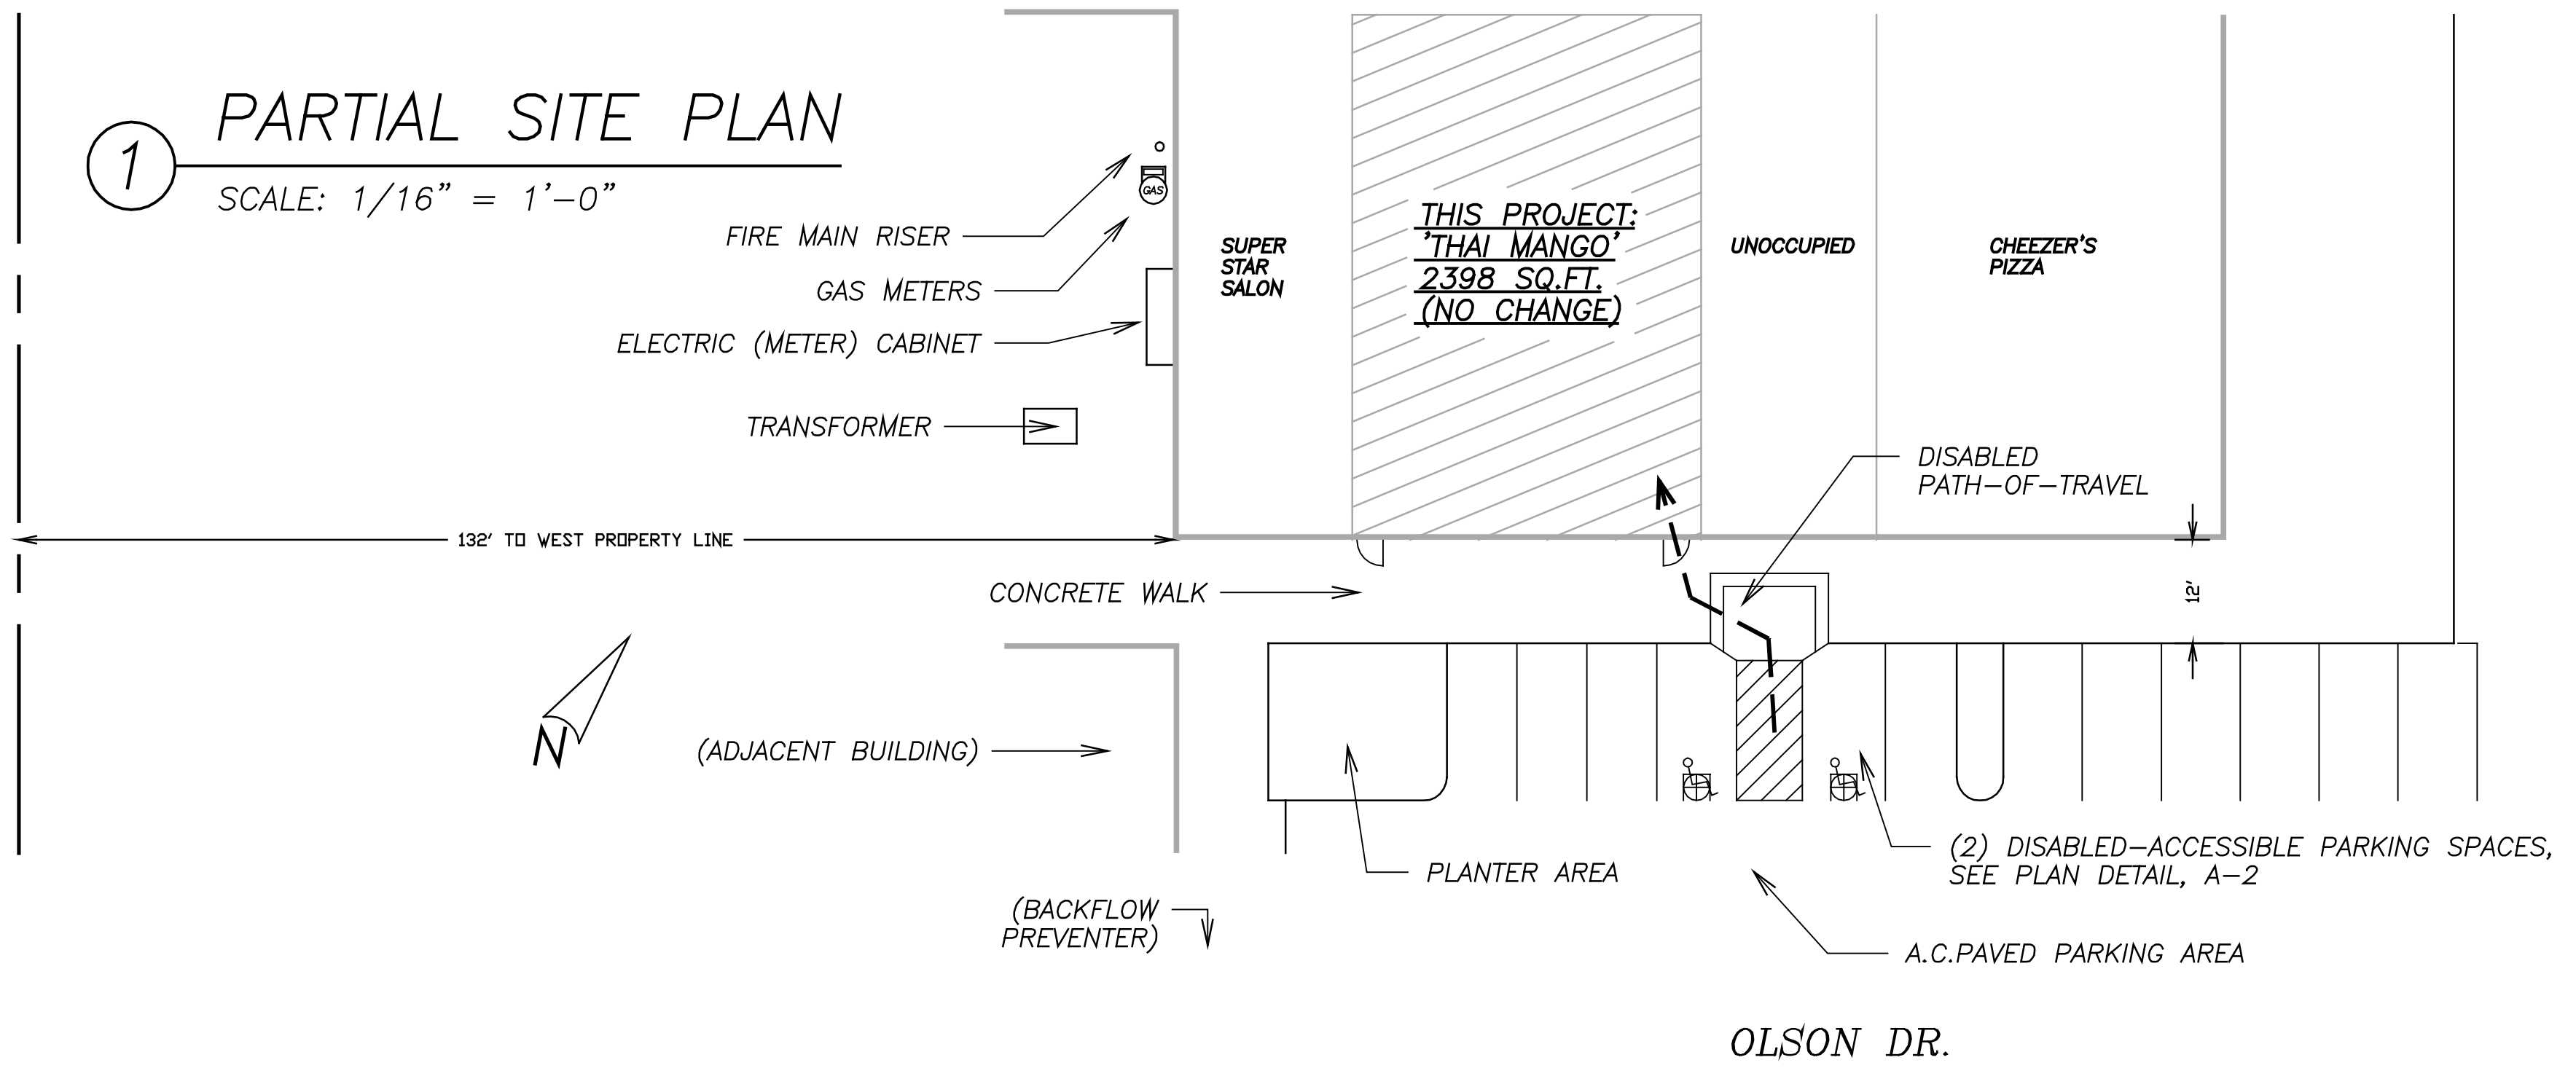 1
PARTIAL SITE PLAN
SCALE: 1/16" = 1'-0"
FIRE MAIN RISER
GAS
GAS METERS
ELECTRIC (METER) CABINET
TRANSFORMER
SUPER
STAR
SALON
THIS PROJECT:
'THAI MANGO'
2398 SQ.FT.
(NO CHANGE)
UNOCCUPIED
CHEEZER'S
PIZZA
DISABLED
PATH-OF-TRAVEL
132' TO WEST PROPERTY LINE
CONCRETE WALK
12'
N
(ADJACENT BUILDING)
PLANTER AREA
(2) DISABLED-ACCESSIBLE PARKING SPACES,
SEE PLAN DETAIL, A-2
(BACKFLOW
PREVENTER)
A.C.PAVED PARKING AREA
OLSON DR.